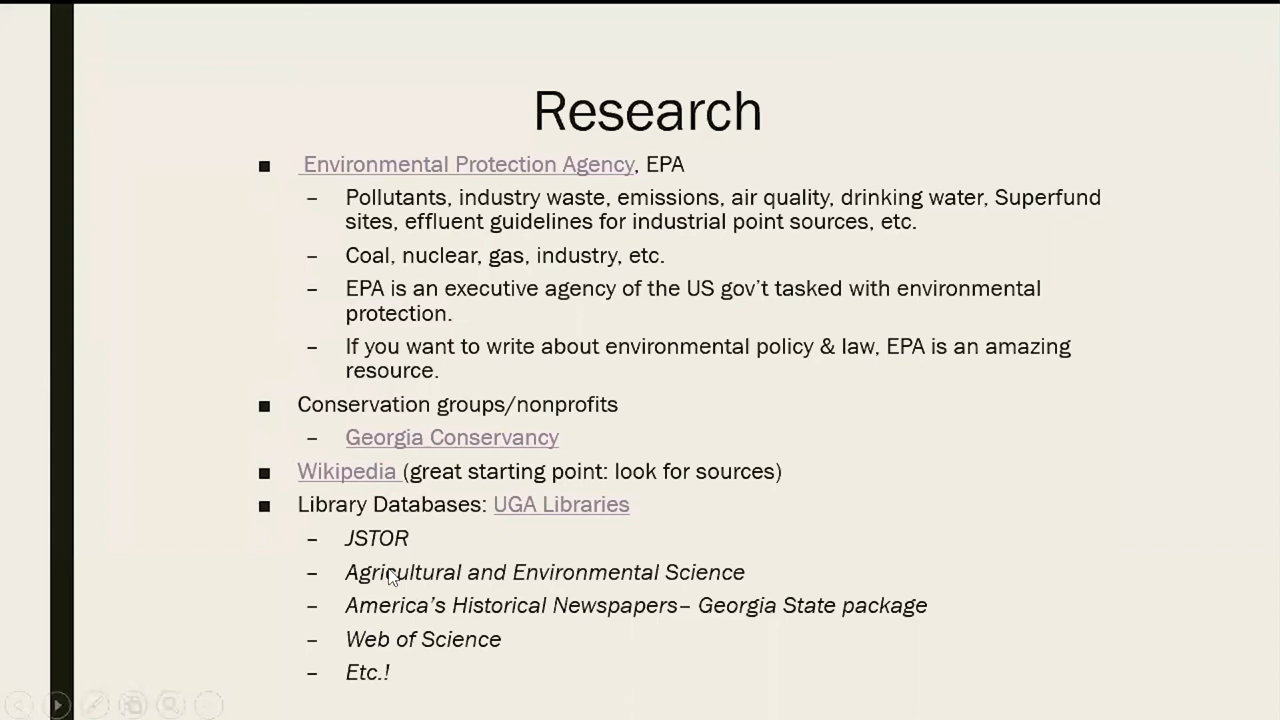 Research
■ Environmental Protection Agency, EPA
– Pollutants, industry waste, emissions, air quality, drinking water, Superfund
sites, effluent guidelines for industrial point sources, etc.
– Coal, nuclear, gas, industry, etc.
– EPA is an executive agency of the US gov't tasked with environmental
protection.
– If you want to write about environmental policy & law, EPA is an amazing
resource.
■ Conservation groups/nonprofits
– Georgia Conservancy
■ Wikipedia (great starting point: look for sources)
■ Library Databases: UGA Libraries
– JSTOR
– Agricultural and Environmental Science
– America's Historical Newspapers– Georgia State package
– Web of Science
– Etc.!